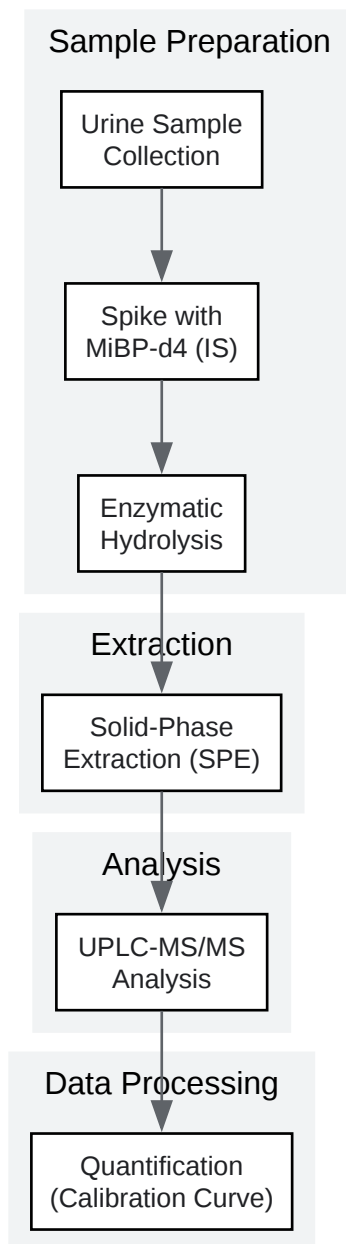 Sample Preparation
Urine Sample
Collection
Spike with
MiBP-d4 (IS)
Enzymatic
Hydrolysis
Extraction
Solid-Phase
Extraction (SPE)
Analysis
UPLC-MS/MS
Analysis
Data Processing
Quantification
(Calibration Curve)